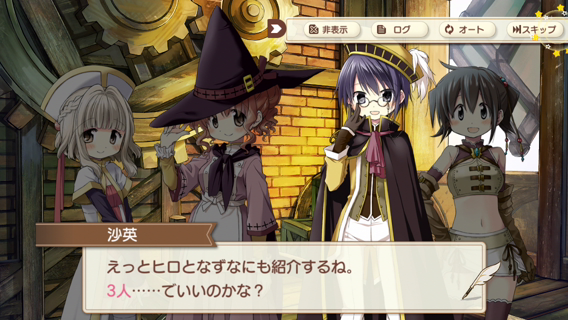 非表示
ログ
オート
スキップ
沙英
えっとヒロとなずなにも紹介するね。
3人……でいいのかな？